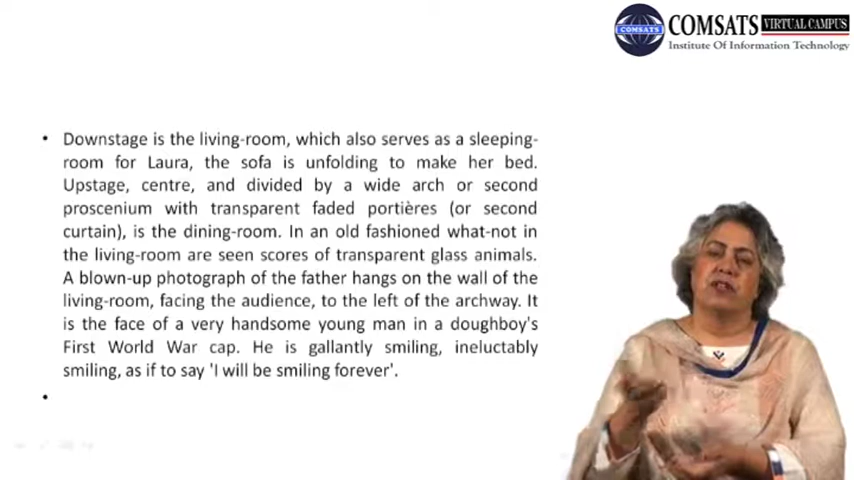 COMSATS
COMSATS VIRTUAL CAMPUS
Institute Of Information Technology
• Downstage is the living-room, which also serves as a sleeping-
room for Laura, the sofa is unfolding to make her bed.
Upstage, centre, and divided by a wide arch or second
proscenium with transparent faded portières (or second
curtain), is the dining-room. In an old fashioned what-not in
the living-room are seen scores of transparent glass animals.
A blown-up photograph of the father hangs on the wall of the
living-room, facing the audience, to the left of the archway. It
is the face of a very handsome young man in a doughboy's
First World War cap. He is gallantly smiling, ineluctably
smiling, as if to say 'I will be smiling forever'.
•